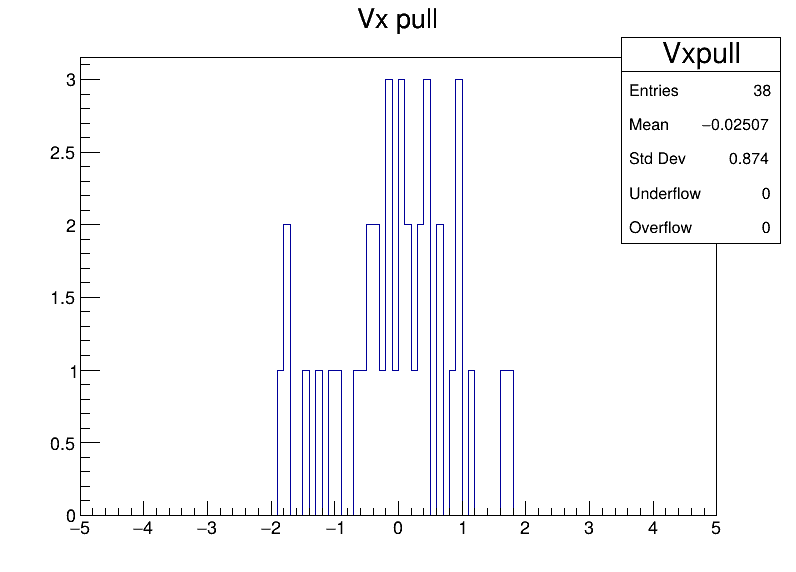 Vx pull
Vxpull
Entries 38
Mean −0.02507
Std Dev 0.874
Underflow 0
Overflow 0
3
2.5
2
1.5
1
0.5
0
−5 −4 −3 −2 −1 0 1 2 3 4 5